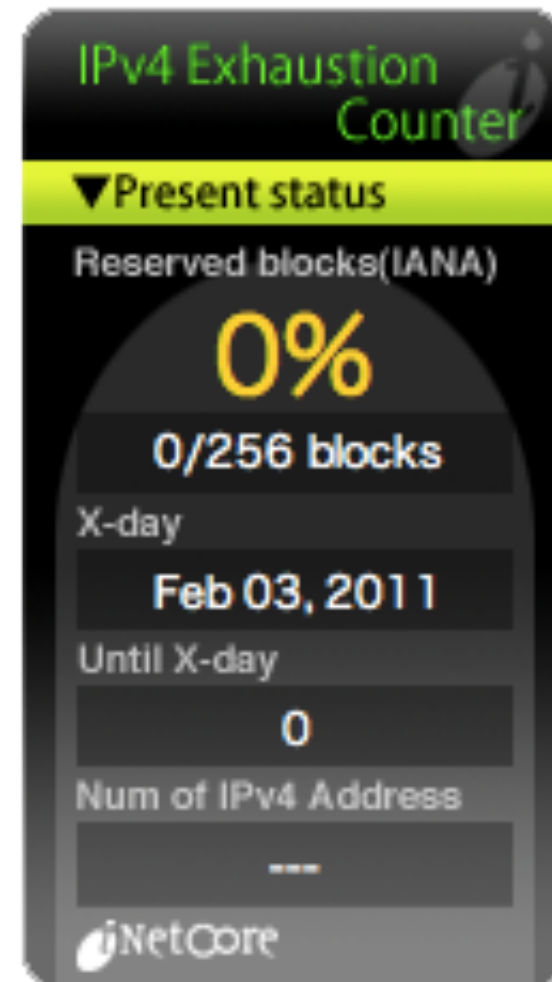 IPv4 Exhaustion
Counter
▼Present status
Reserved blocks(IANA)
0%
0/256 blocks
X-day
Feb 03, 2011
Until X-day
0
Num of IPv4 Address
---
iNetCore